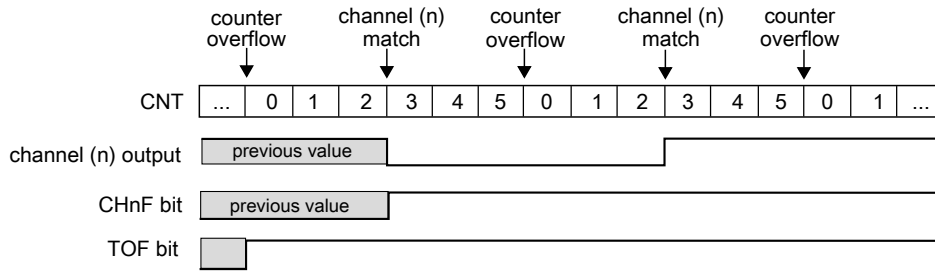 counter overflow
channel (n) match
counter overflow
channel (n) match
counter overflow
CNT ... 0 1 2 3 4 5 0 1 2 3 4 5 0 1 ...
channel (n) output previous value
CHnF bit previous value
TOF bit